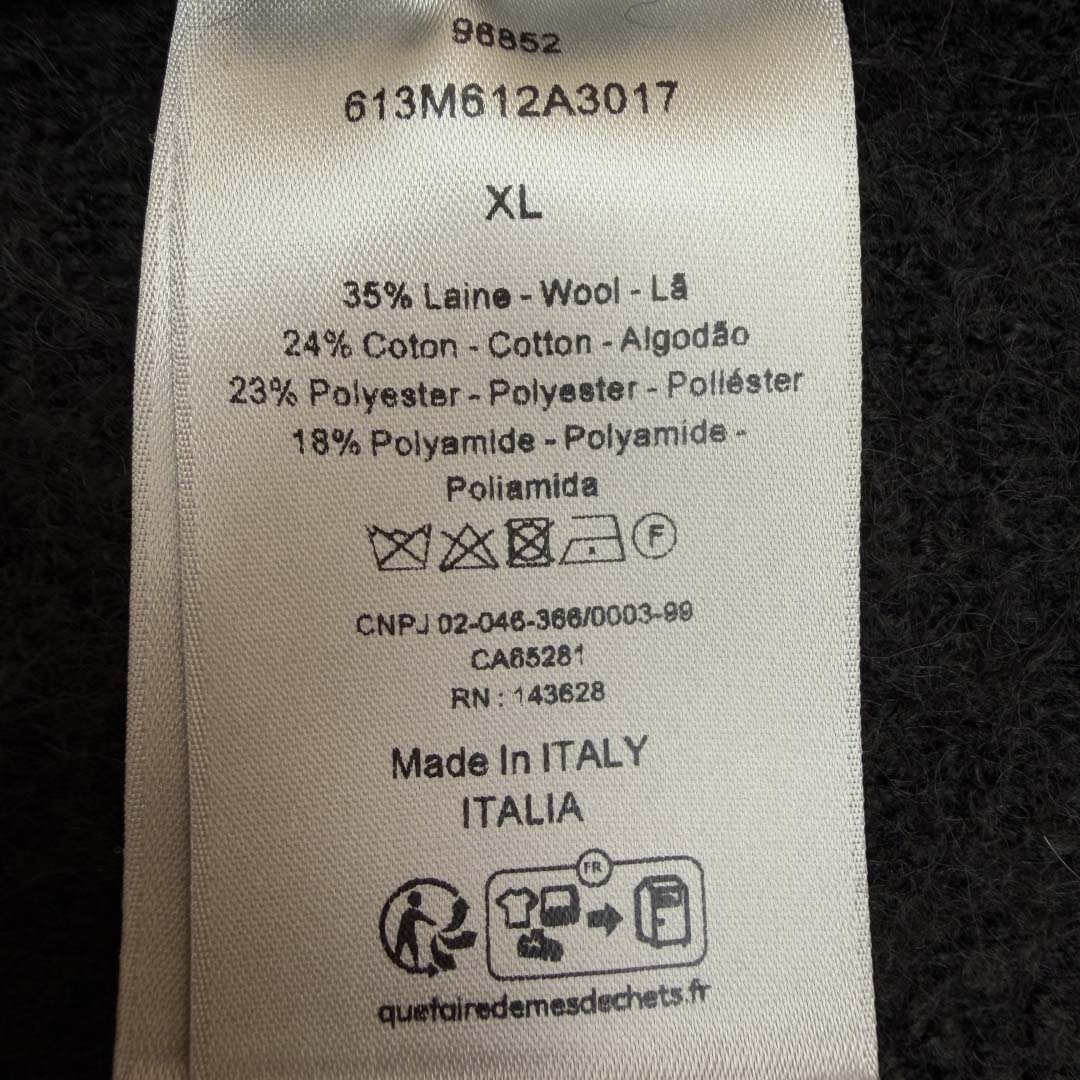 96852
613M612A3017
XL
35% Laine - Wool - Lã
24% Coton - Cotton - Algodão
23% Polyester - Polyester - Poliéster
18% Polyamide - Polyamide -
Poliamida
F
CNPJ 02-046-366/0003-99
CA65281
RN : 143628
Made In ITALY
ITALIA
FR
quefairedemesdechets.fr